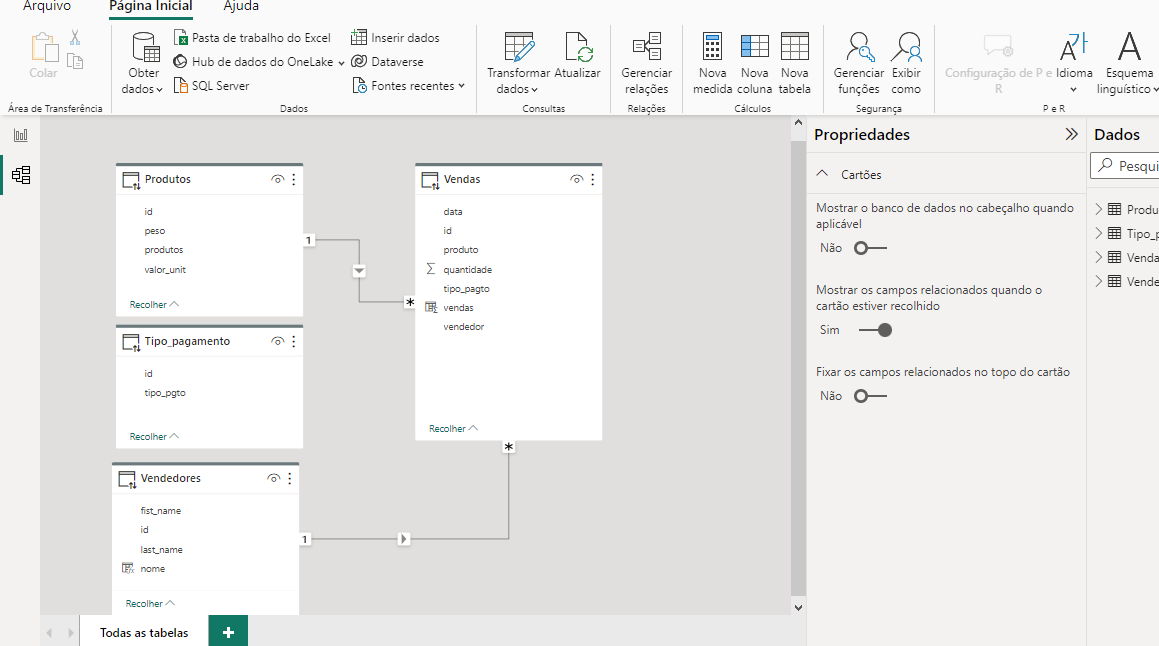 Arquivo Página Inicial Ajuda
Colar
Área de Transferência
Obter dados
Pasta de trabalho do Excel
Hub de dados do OneLake
SQL Server
Inserir dados
Dataverse
Fontes recentes
Dados
Transformar dados
Atualizar
Consultas
Gerenciar relações
Relações
Nova medida
Nova coluna
Nova tabela
Cálculos
Gerenciar funções
Exibir como
Segurança
Configuração de P e R
Idioma
Esquema linguístico
P e R
Produtos
id
peso
produtos
valor_unit
Recolher
1
*
Vendas
data
id
produto
quantidade
tipo_pagto
vendas
vendedor
Recolher
*
Tipo_pagamento
id
tipo_pgto
Recolher
Vendedores
fist_name
id
last_name
nome
Recolher
1
Todas as tabelas
+
Propriedades
Cartões
Mostrar o banco de dados no cabeçalho quando
aplicável
Não
Mostrar os campos relacionados quando o
cartão estiver recolhido
Sim
Fixar os campos relacionados no topo do cartão
Não
Dados
Pesqui
Produ
Tipo_p
Venda
Vende